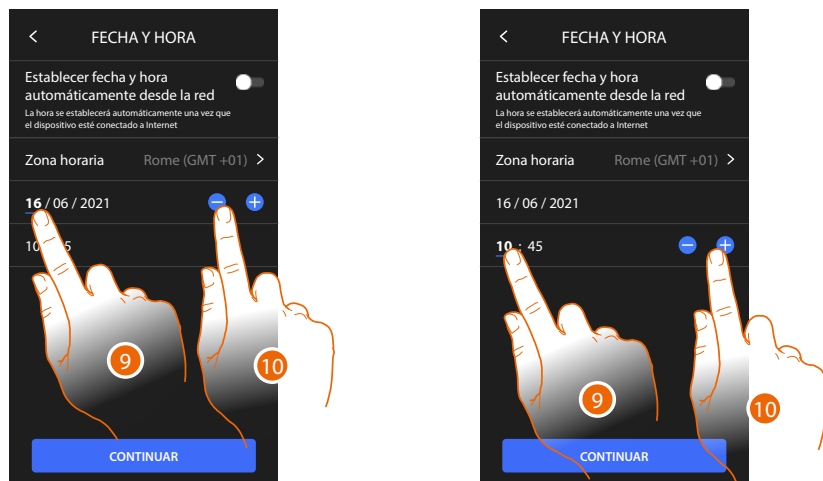 FECHA Y HORA
Establecer fecha y hora
automáticamente desde la red
La hora se establecerá automáticamente una vez que
el dispositivo esté conectado a Internet
Zona horaria Rome (GMT +01)
16 / 06 / 2021
10 5
9
10
CONTINUAR
FECHA Y HORA
Establecer fecha y hora
automáticamente desde la red
La hora se establecerá automáticamente una vez que
el dispositivo esté conectado a Internet
Zona horaria Rome (GMT +01)
16 / 06 / 2021
10 : 45
9
10
CONTINUAR